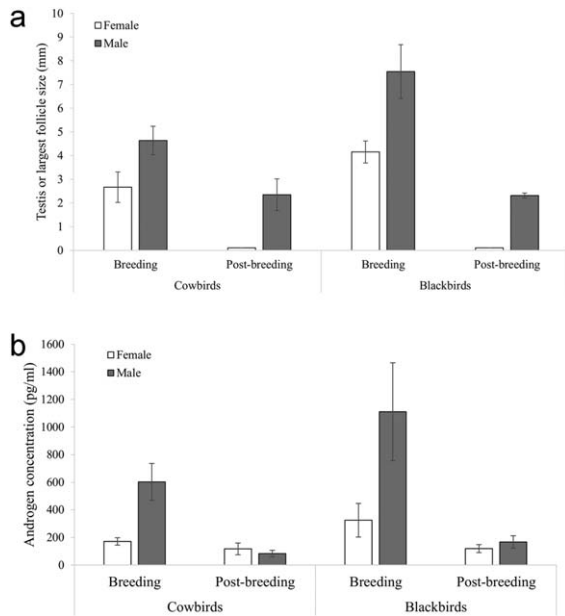 a
Testis or largest follicle size (mm)
10
9
8
7
6
5
4
3
2
1
0
Female
Male
Breeding Post-breeding Breeding Post-breeding
Cowbirds Blackbirds
b
Androgen concentration (pg/ml)
1600
1400
1200
1000
800
600
400
200
0
Female
Male
Breeding Post-breeding Breeding Post-breeding
Cowbirds Blackbirds